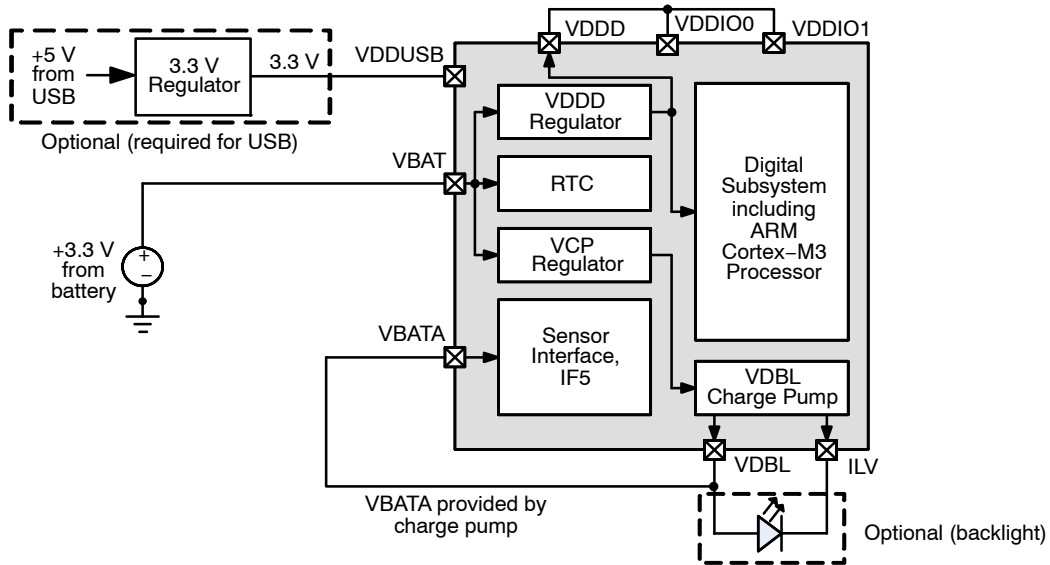 VDDD
VDDIO0
VDDIO1
+5 V
from
USB
3.3 V
Regulator
3.3 V
VDDUSB
Optional (required for USB)
VDDD
Regulator
VBAT
RTC
Digital
Subsystem
including
ARM
Cortex−M3
Processor
VCP
Regulator
+3.3 V
from
battery
+
−
VBATA
Sensor
Interface,
IF5
VDBL
Charge Pump
VDBL
ILV
VBATA provided by
charge pump
Optional (backlight)